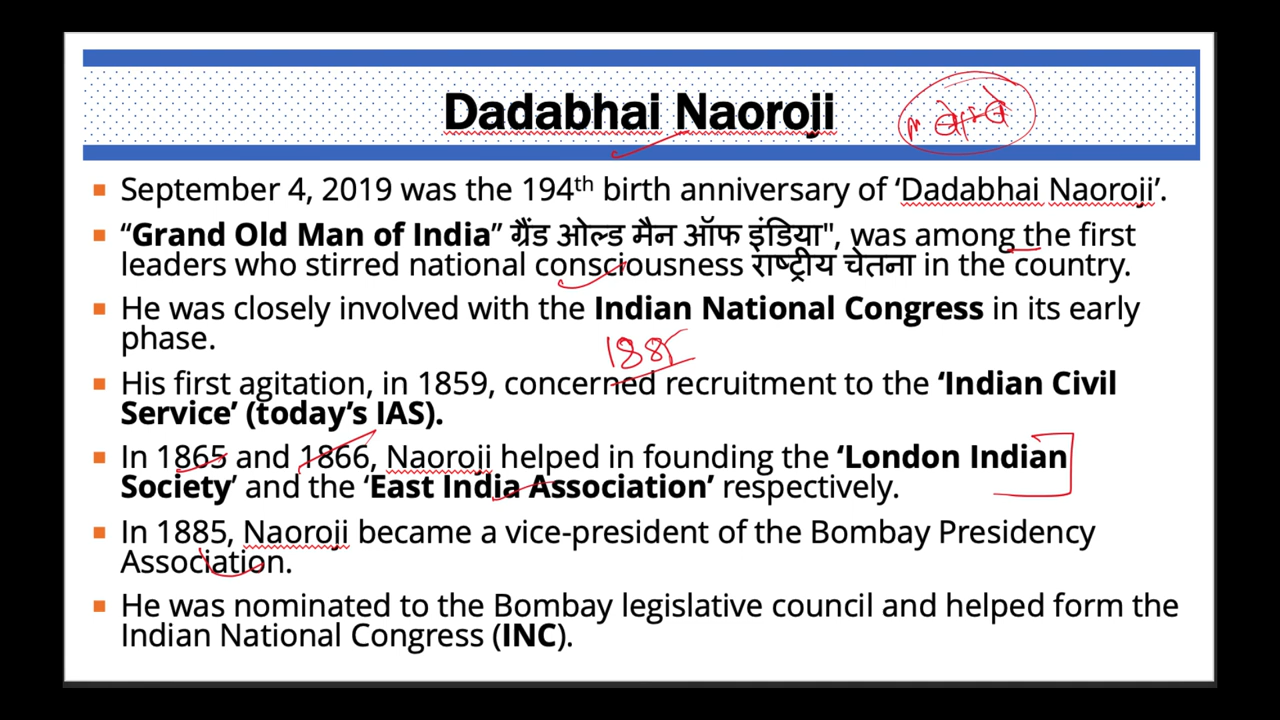 Dadabhai Naoroji
September 4, 2019 was the 194th birth anniversary of ‘Dadabhai Naoroji’.
“Grand Old Man of India” ग्रैंड ओल्ड मैन ऑफ इंडिया", was among the first
leaders who stirred national consciousness राष्ट्रीय चेतना in the country.
He was closely involved with the Indian National Congress in its early
phase.
1885
His first agitation, in 1859, concerned recruitment to the ‘Indian Civil
Service’ (today’s IAS).
In 1865 and 1866, Naoroji helped in founding the ‘London Indian
Society’ and the ‘East India Association’ respectively.
In 1885, Naoroji became a vice-president of the Bombay Presidency
Association.
He was nominated to the Bombay legislative council and helped form the
Indian National Congress (INC).